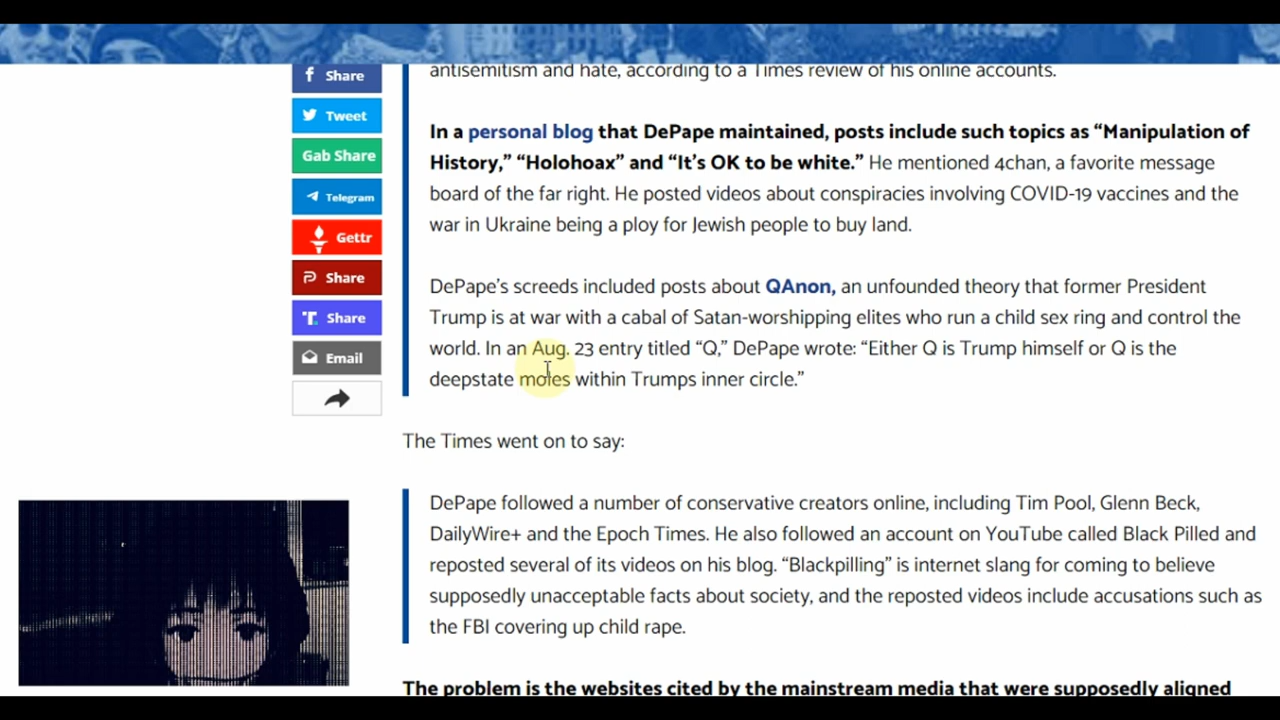 Share
Tweet
Gab Share
Telegram
Gettr
Share
Share
Email
antisemitism and hate, according to a Times review of his online accounts.
In a personal blog that DePape maintained, posts include such topics as “Manipulation of
History,” “Holohoax” and “It’s OK to be white.” He mentioned 4chan, a favorite message
board of the far right. He posted videos about conspiracies involving COVID-19 vaccines and the
war in Ukraine being a ploy for Jewish people to buy land.
DePape’s screeds included posts about QAnon, an unfounded theory that former President
Trump is at war with a cabal of Satan-worshipping elites who run a child sex ring and control the
world. In an Aug. 23 entry titled “Q,” DePape wrote: “Either Q is Trump himself or Q is the
deepstate moles within Trumps inner circle.”
The Times went on to say:
DePape followed a number of conservative creators online, including Tim Pool, Glenn Beck,
DailyWire+ and the Epoch Times. He also followed an account on YouTube called Black Pilled and
reposted several of its videos on his blog. “Blackpilling” is internet slang for coming to believe
supposedly unacceptable facts about society, and the reposted videos include accusations such as
the FBI covering up child rape.
The problem is the websites cited by the mainstream media that were supposedly aligned